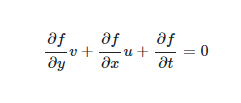 ∂f/∂y v + ∂f/∂x u + ∂f/∂t = 0